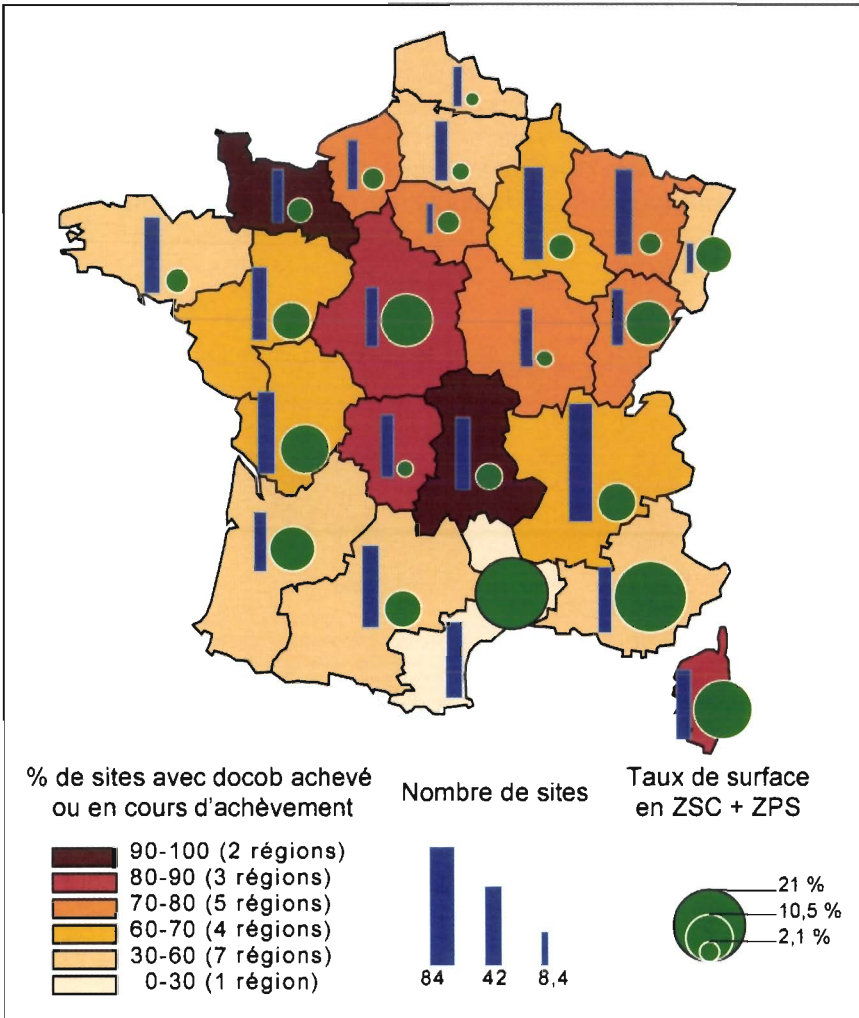 % de sites avec docob achevé
ou en cours d'achèvement
90-100 (2 régions)
80-90 (3 régions)
70-80 (5 régions)
60-70 (4 régions)
30-60 (7 régions)
0-30 (1 région)
Nombre de sites
84 42 8,4
Taux de surface
en ZSC + ZPS
21 %
10,5 %
2,1 %